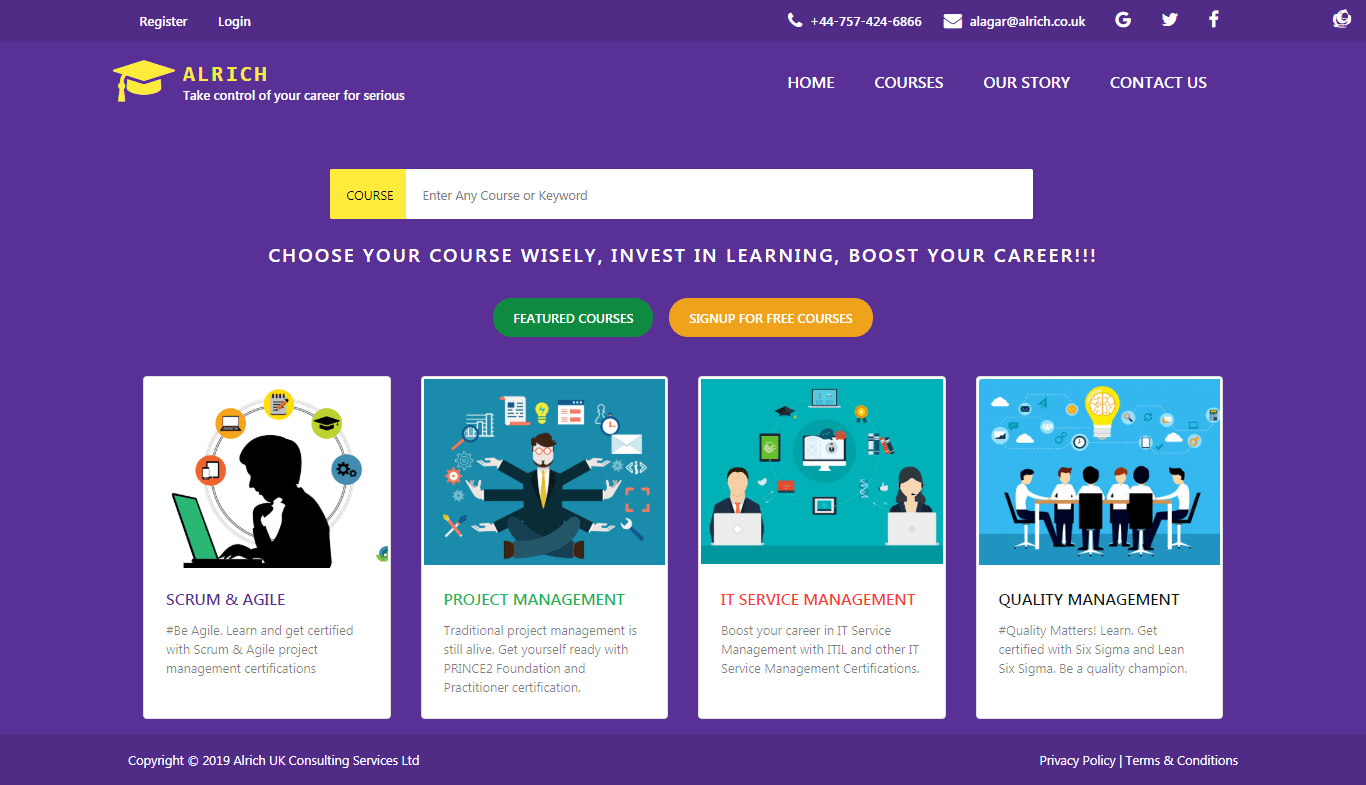 Register Login +44-757-424-6866 alagar@alrich.co.uk
ALRICH
Take control of your career for serious
HOME COURSES OUR STORY CONTACT US
COURSE Enter Any Course or Keyword
CHOOSE YOUR COURSE WISELY, INVEST IN LEARNING, BOOST YOUR CAREER!!!
FEATURED COURSES SIGNUP FOR FREE COURSES
SCRUM & AGILE
#Be Agile. Learn and get certified
with Scrum & Agile project
management certifications
PROJECT MANAGEMENT
Traditional project management is
still alive. Get yourself ready with
PRINCE2 Foundation and
Practitioner certification.
IT SERVICE MANAGEMENT
Boost your career in IT Service
Management with ITIL and other IT
Service Management Certifications.
QUALITY MANAGEMENT
#Quality Matters! Learn. Get
certified with Six Sigma and Lean
Six Sigma. Be a quality champion.
Copyright © 2019 Alrich UK Consulting Services Ltd
Privacy Policy | Terms & Conditions